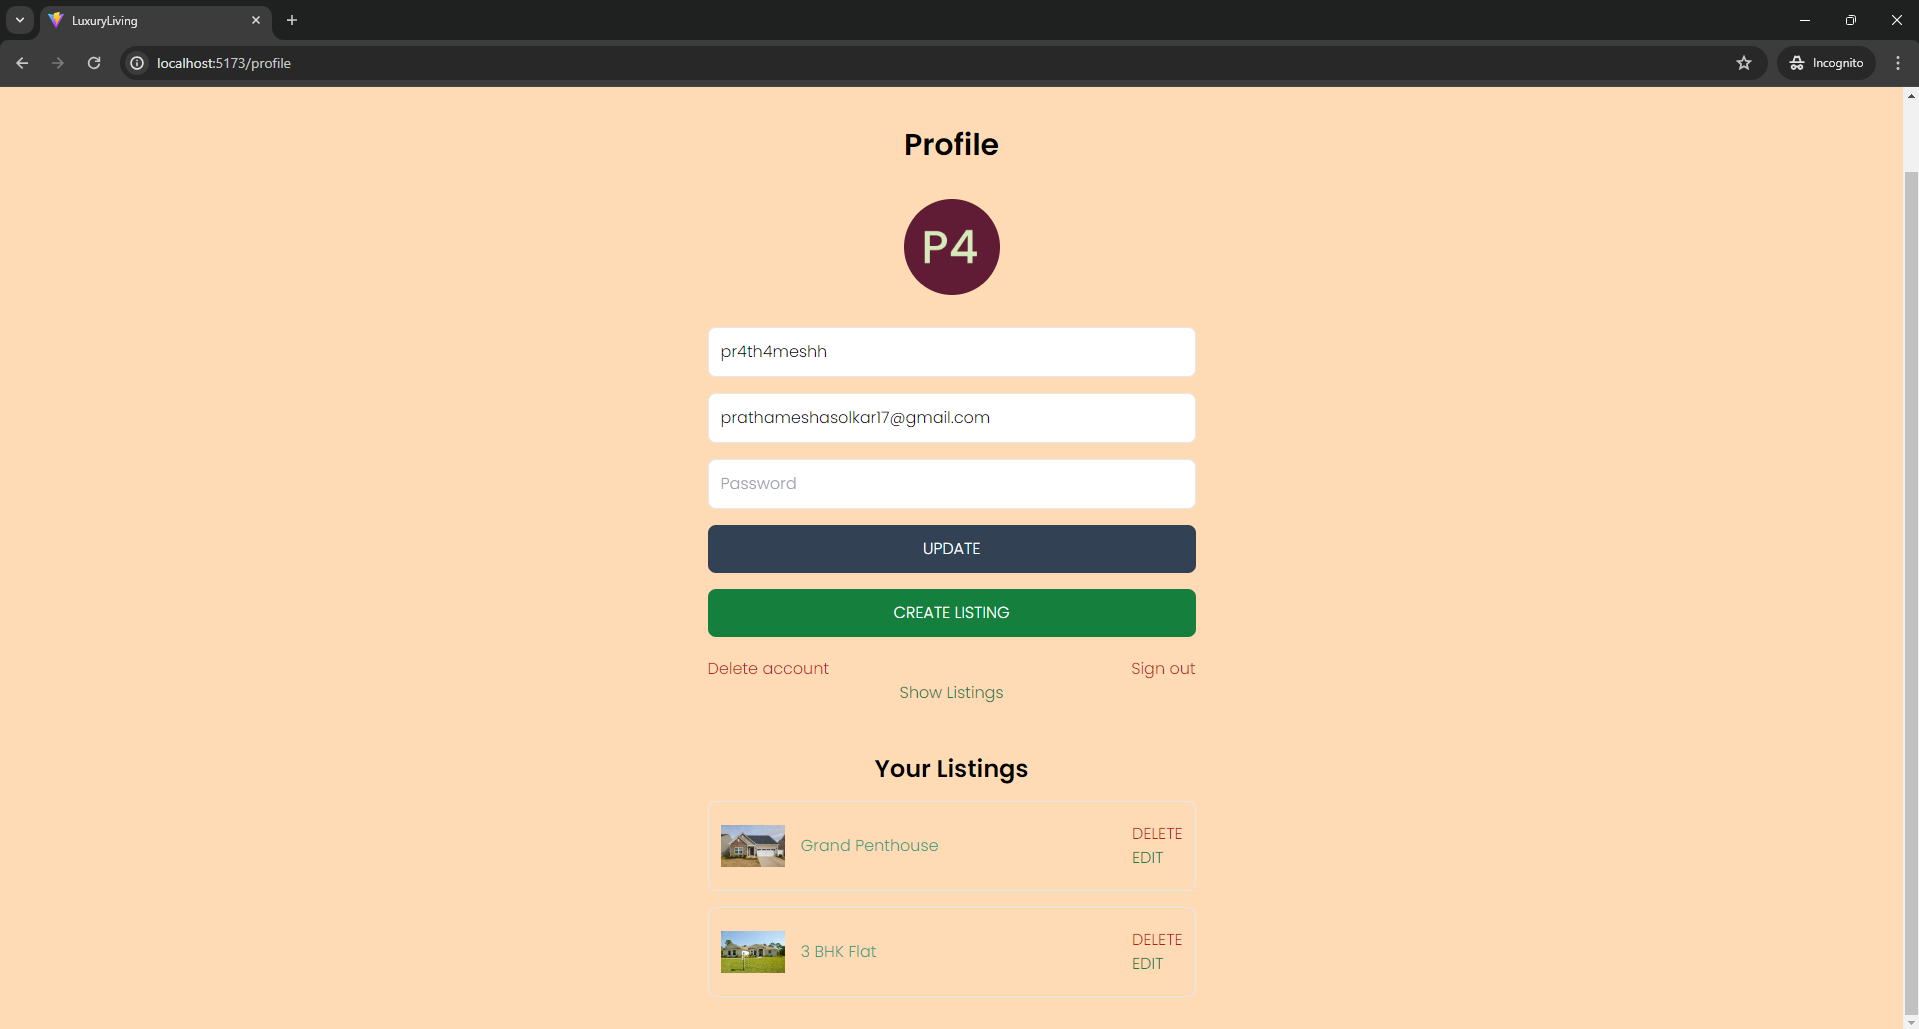 LuxuryLiving
localhost:5173/profile
Incognito
Profile
P4
pr4th4meshh
prathameshasolkar17@gmail.com
Password
UPDATE
CREATE LISTING
Delete account Sign out
Show Listings
Your Listings
Grand Penthouse
DELETE
EDIT
3 BHK Flat
DELETE
EDIT